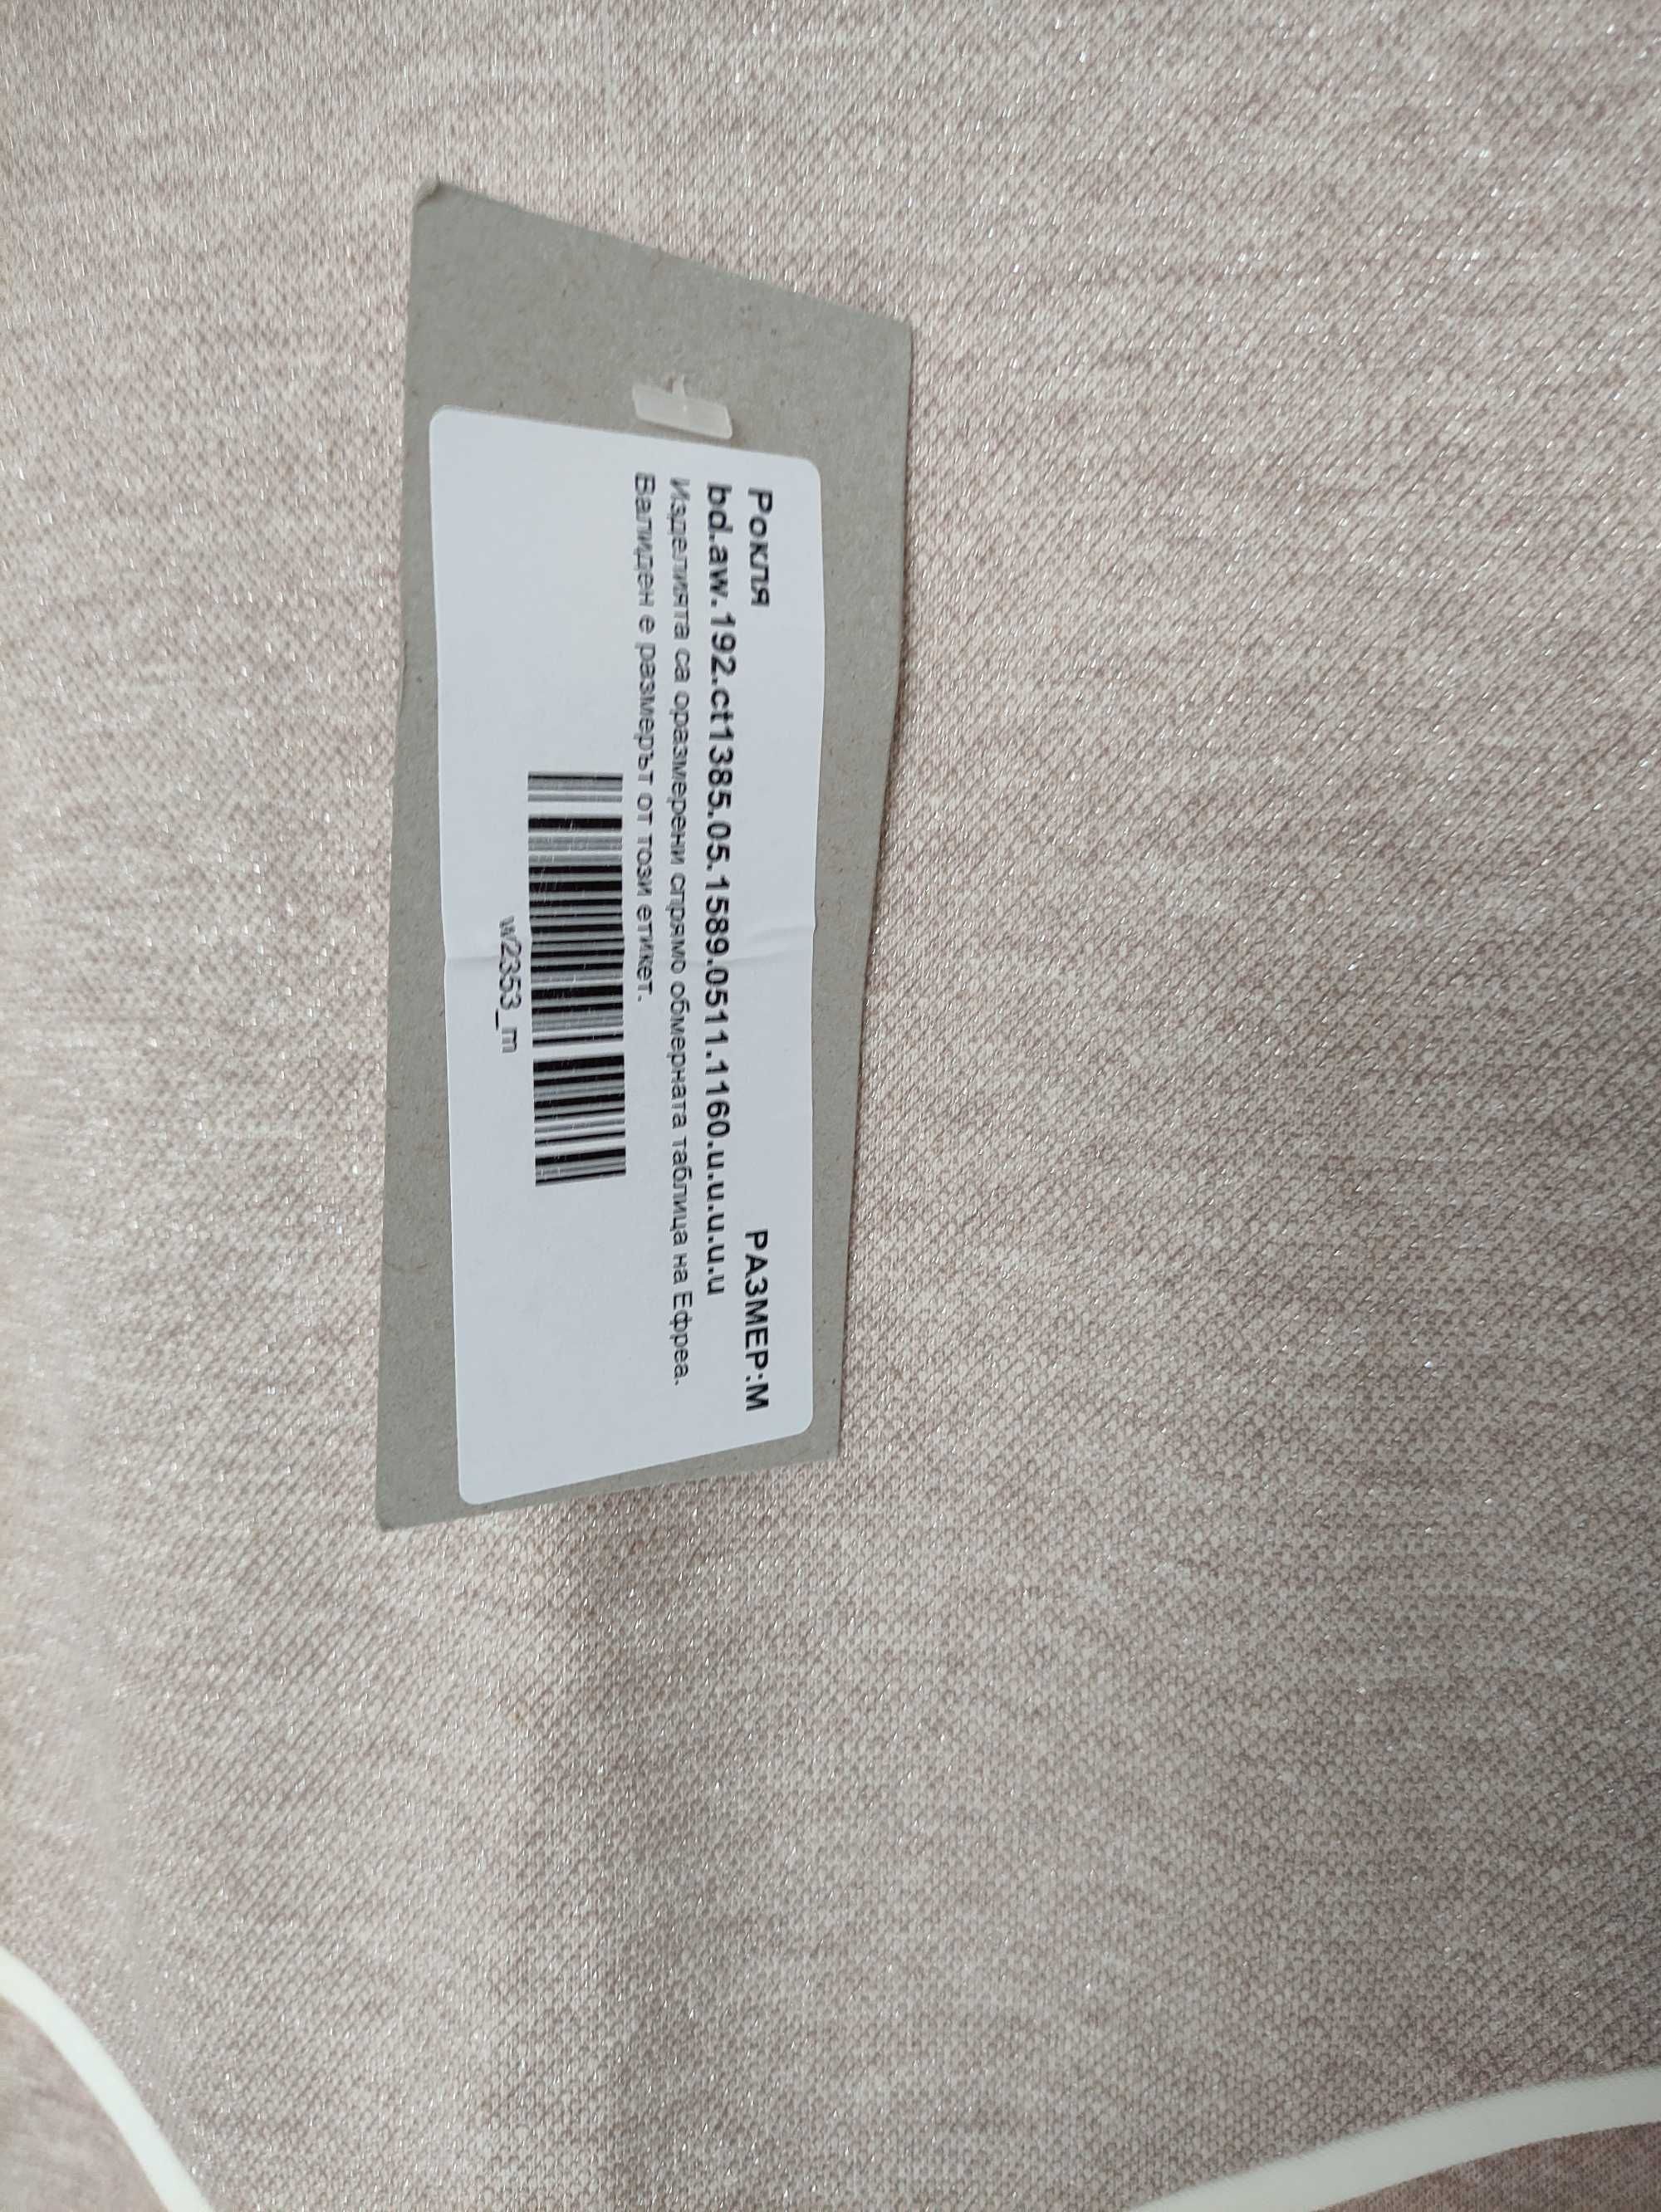 Рокля РАЗМЕР:M
bd.aw.192.ct1385.05.1589.0511.1160.u.u.u.u.u
Изделията са оразмерени спрямо обмерната таблица на Ефреа.
Валиден е размерът от този етикет.
w2353_m